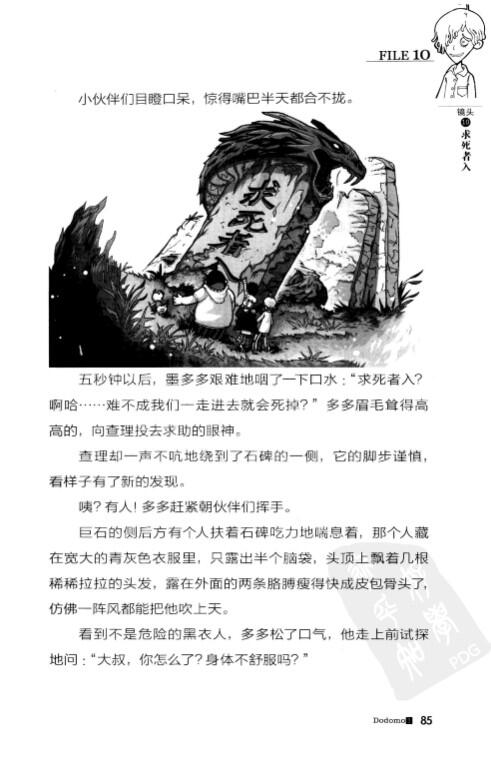 FILE 10
镜头
10
求死者入
小伙伴们目瞪口呆，惊得嘴巴半天都合不拢。
求死者入
五秒钟以后，墨多多艰难地咽了一下口水：“求死者入？
啊哈……难不成我们一走进去就会死掉？”多多眉毛耸得高
高的，向查理投去求助的眼神。
查理却一声不吭地绕到了石碑的一侧，它的脚步谨慎，
看样子有了新的发现。
咦？有人！多多赶紧朝伙伴们挥手。
巨石的侧后方有个人扶着石碑吃力地喘息着，那个人藏
在宽大的青灰色衣服里，只露出半个脑袋，头顶上飘着几根
稀稀拉拉的头发，露在外面的两条胳膊瘦得快成皮包骨头了，
仿佛一阵风都能把他吹上天。
看到不是危险的黑衣人，多多松了口气，他走上前试探
地问：“大叔，你怎么了？身体不舒服吗？”
PDG
Dodomo
85